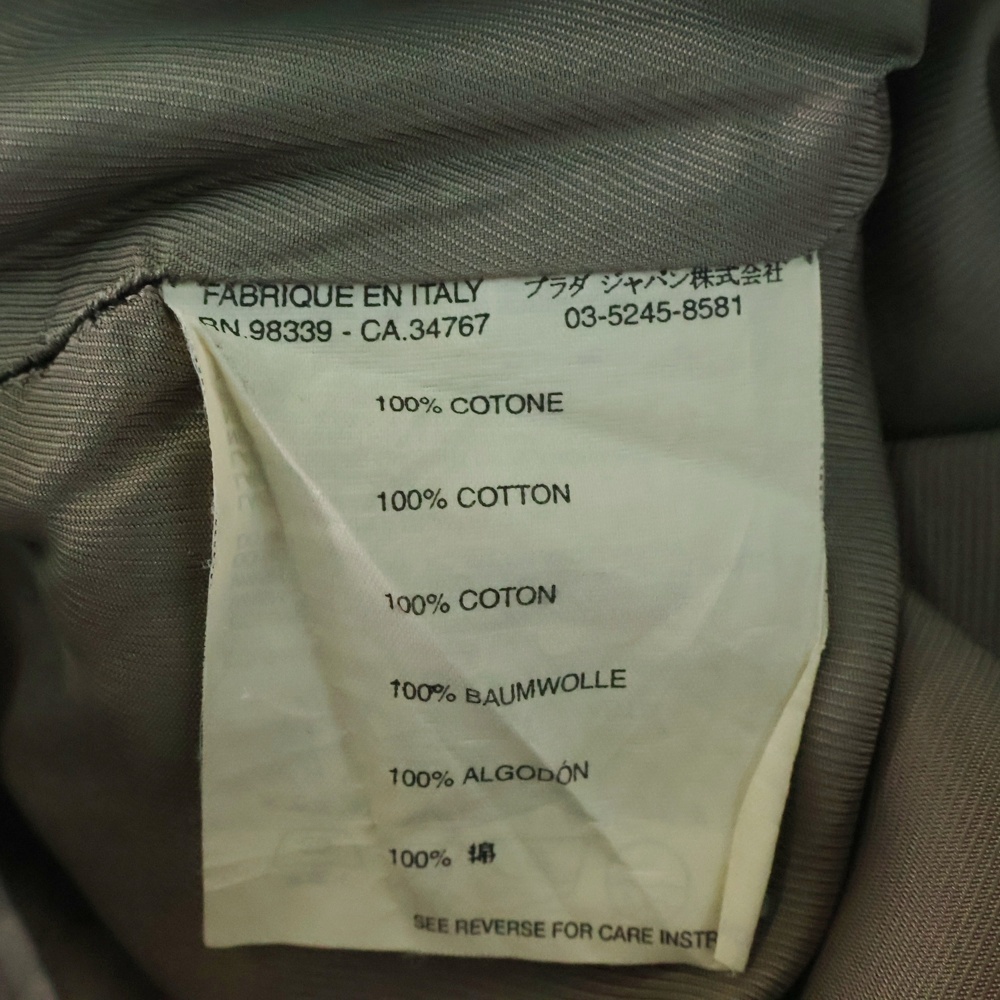 FABRIQUE EN ITALY
RN.98339 - CA.34767
プラダ ジャパン株式会社
03-5245-8581
100% COTONE
100% COTTON
100% COTON
100% BAUMWOLLE
100% ALGODÓN
100% 綿
SEE REVERSE FOR CARE INSTR